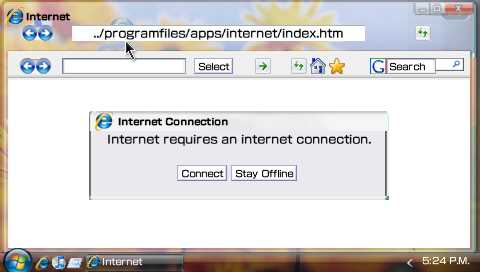 Internet
../programfiles/apps/internet/index.htm
Select
G Search
Internet Connection
Internet requires an internet connection.
Connect
Stay Offline
Internet
5:24 P.M.